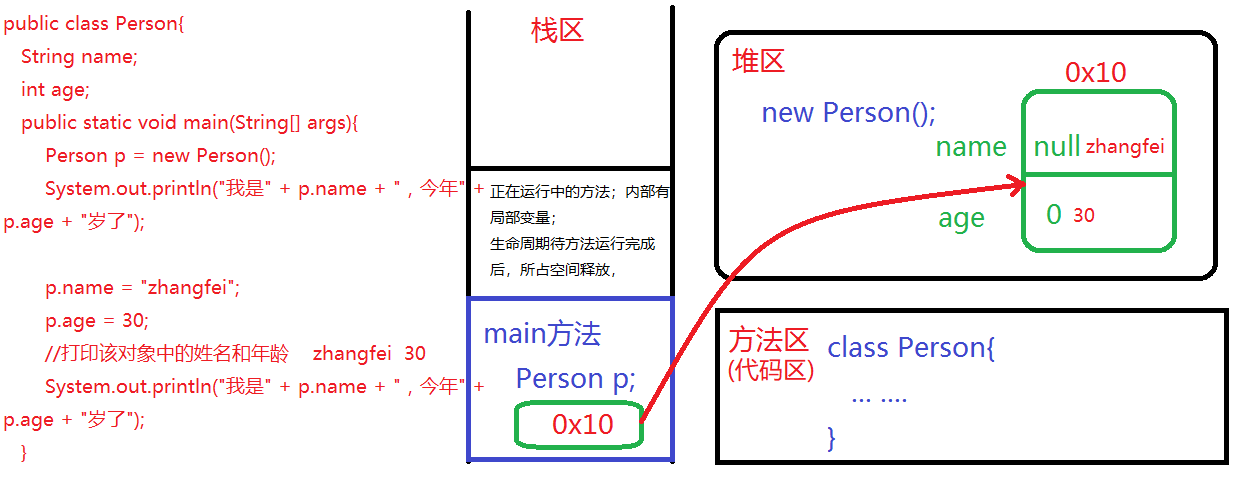 public class Person{
String name;
int age;
public static void main(String[] args){
Person p = new Person();
System.out.println("我是" + p.name + "，今年" +
p.age + "岁了");
p.name = "zhangfei";
p.age = 30;
//打印该对象中的姓名和年龄 zhangfei 30
System.out.println("我是" + p.name + "，今年" +
p.age + "岁了");
}
栈区
正在运行中的方法；内部有
局部变量；
生命周期待方法运行完成
后，所占空间释放，
main方法
Person p;
0x10
堆区
0x10
new Person();
name null zhangfei
age 0 30
方法区
(代码区)
class Person{
... ....
}